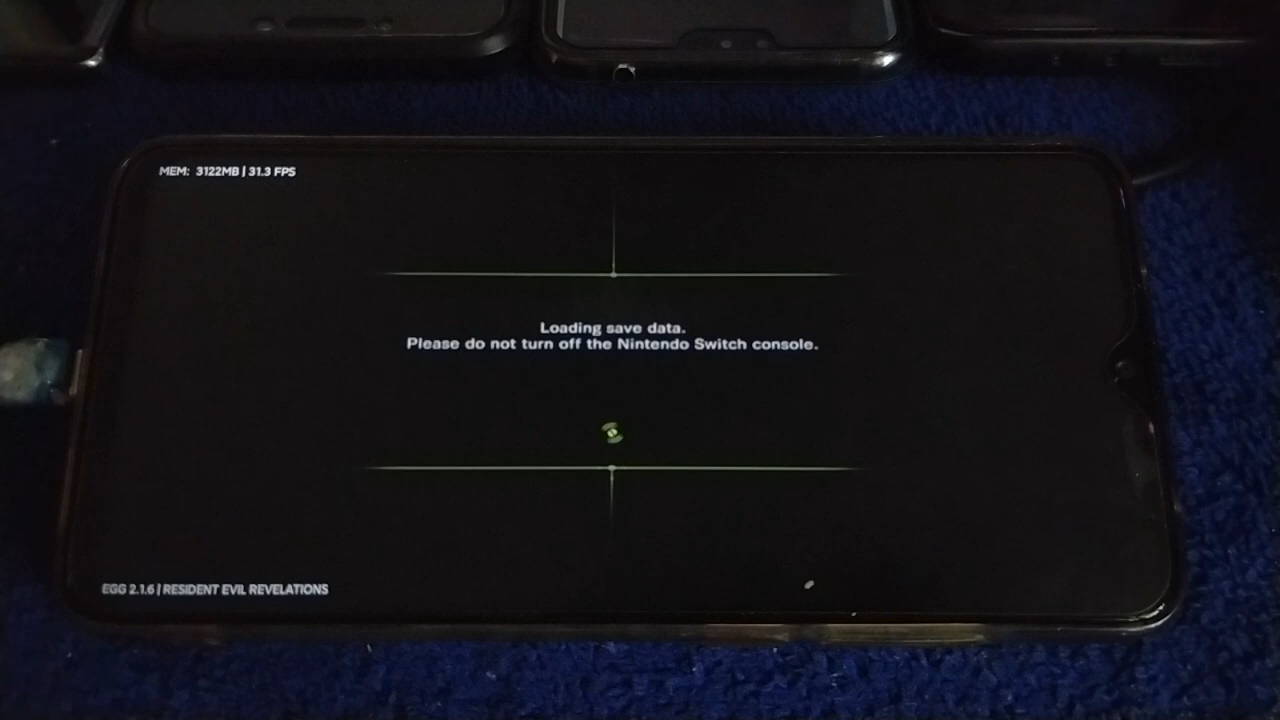 MEM: 3122MB | 31.3 FPS
Loading save data.
Please do not turn off the Nintendo Switch console.
EGG 2.1.6 | RESIDENT EVIL REVELATIONS